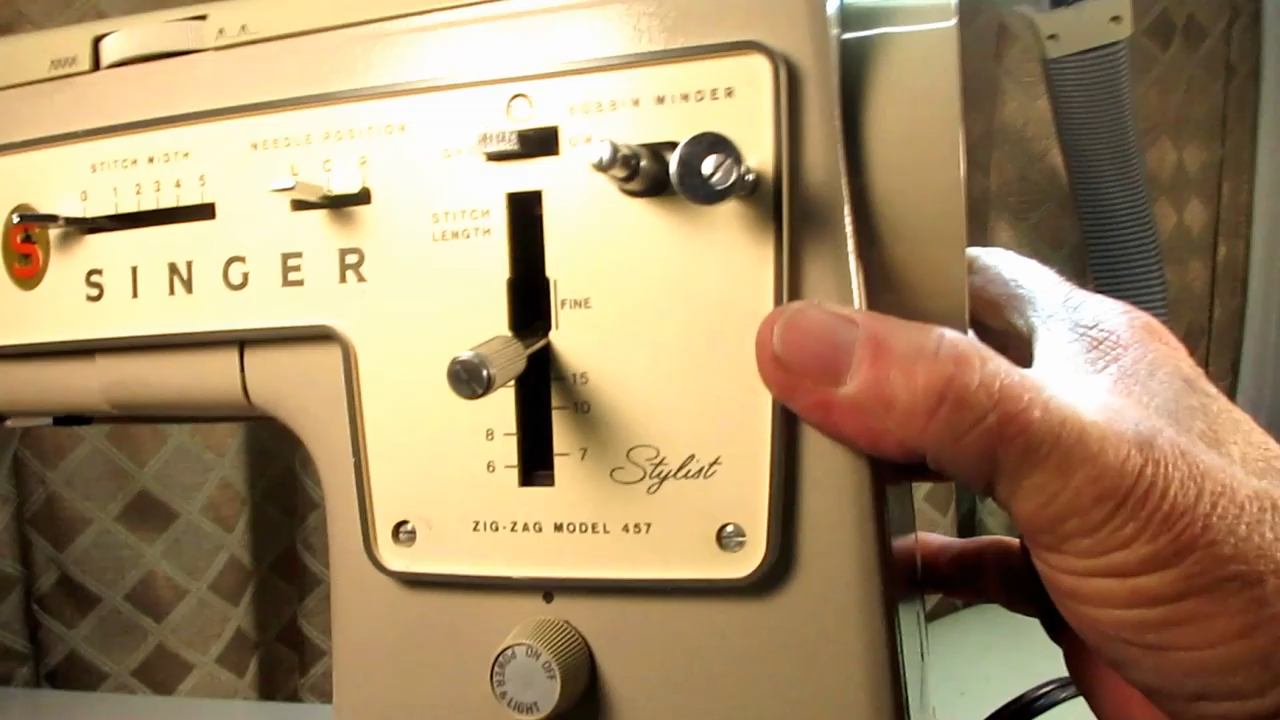 BOBBIN WINDER
NEEDLE POSITION
STITCH WIDTH
ON
L C R
0 1 2 3 4 5
STITCH
LENGTH
S
SINGER
FINE
15
10
8
7
6
Stylist
ZIG-ZAG MODEL 457
OFF
ON
POWER & LIGHT